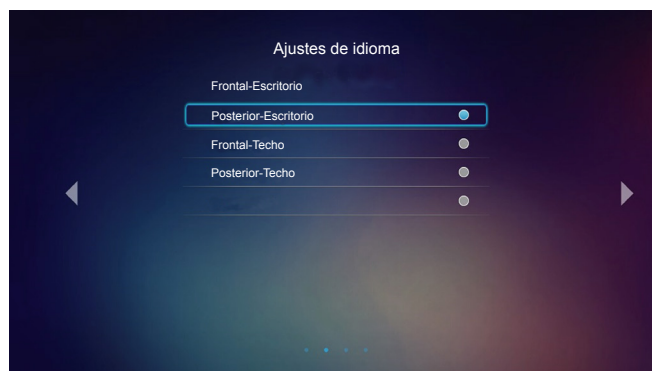 Ajustes de idioma
Frontal-Escritorio
Posterior-Escritorio
Frontal-Techo
Posterior-Techo